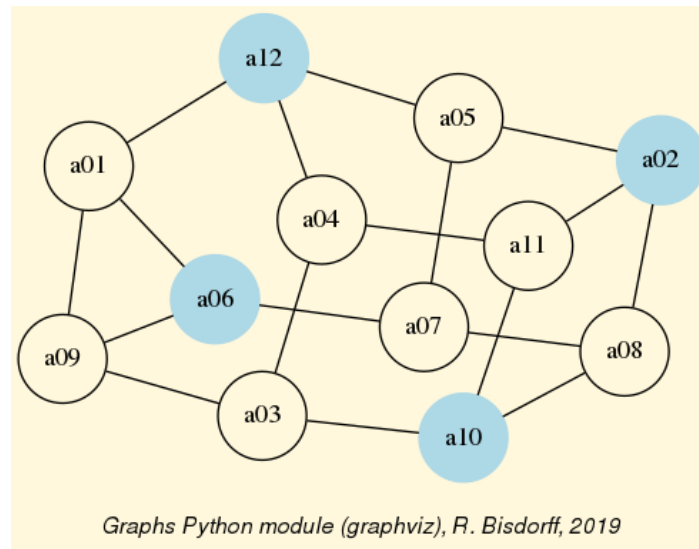 a12
a05
a02
a01
a04
a11
a06
a07
a08
a09
a03
a10
Graphs Python module (graphviz), R. Bisdorff, 2019